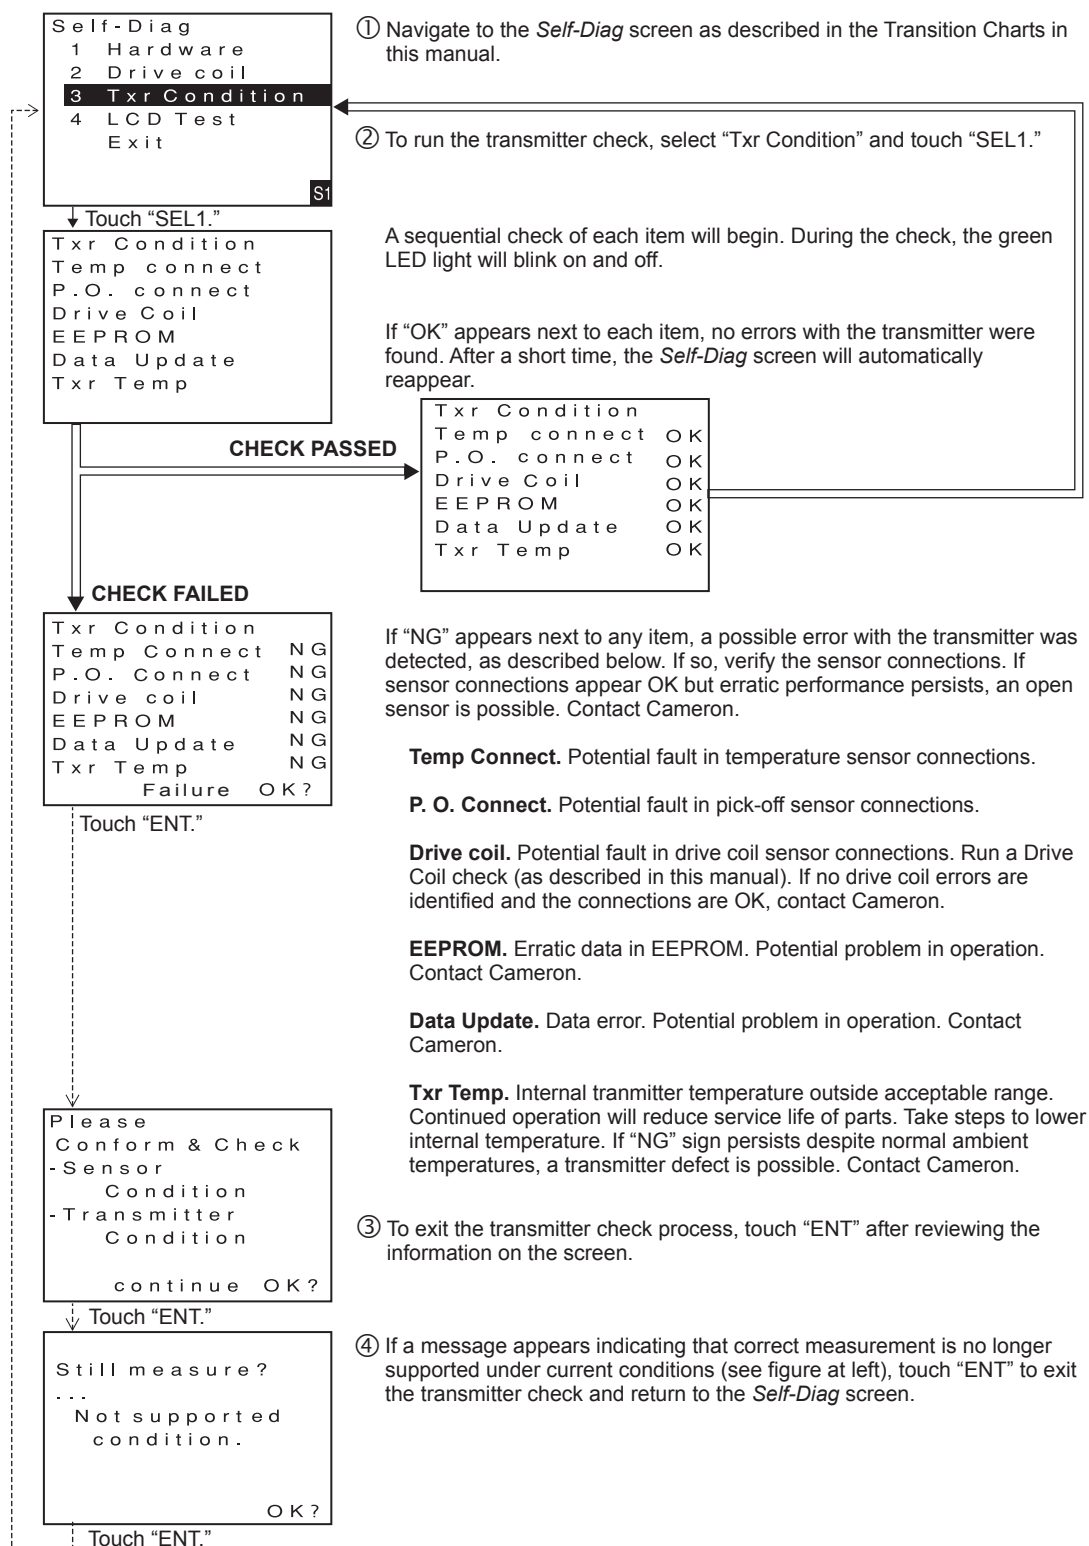 Self-Diag
1 Hardware
2 Drive coil
3 Txr Condition
4 LCD Test
Exit
S1
① Navigate to the Self-Diag screen as described in the Transition Charts in
this manual.
② To run the transmitter check, select “Txr Condition” and touch “SEL1.”
Touch “SEL1.”
Txr Condition
Temp connect
P.O. connect
Drive Coil
EEPROM
Data Update
Txr Temp
A sequential check of each item will begin. During the check, the green
LED light will blink on and off.
If “OK” appears next to each item, no errors with the transmitter were
found. After a short time, the Self-Diag screen will automatically
reappear.
CHECK PASSED
Txr Condition
Temp connect OK
P.O. connect OK
Drive Coil OK
EEPROM OK
Data Update OK
Txr Temp OK
CHECK FAILED
Txr Condition
Temp Connect NG
P.O. Connect NG
Drive coil NG
EEPROM NG
Data Update NG
Txr Temp NG
Failure OK?
Touch “ENT.”
If “NG” appears next to any item, a possible error with the transmitter was
detected, as described below. If so, verify the sensor connections. If
sensor connections appear OK but erratic performance persists, an open
sensor is possible. Contact Cameron.
Temp Connect. Potential fault in temperature sensor connections.
P. O. Connect. Potential fault in pick-off sensor connections.
Drive coil. Potential fault in drive coil sensor connections. Run a Drive
Coil check (as described in this manual). If no drive coil errors are
identified and the connections are OK, contact Cameron.
EEPROM. Erratic data in EEPROM. Potential problem in operation.
Contact Cameron.
Data Update. Data error. Potential problem in operation. Contact
Cameron.
Txr Temp. Internal tranmitter temperature outside acceptable range.
Continued operation will reduce service life of parts. Take steps to lower
internal temperature. If “NG” sign persists despite normal ambient
temperatures, a transmitter defect is possible. Contact Cameron.
Please
Conform & Check
-Sensor
Condition
-Transmitter
Condition
continue OK?
Touch “ENT.”
③ To exit the transmitter check process, touch “ENT” after reviewing the
information on the screen.
Still measure?
...
Not supported
condition.
OK?
Touch “ENT.”
④ If a message appears indicating that correct measurement is no longer
supported under current conditions (see figure at left), touch “ENT” to exit
the transmitter check and return to the Self-Diag screen.